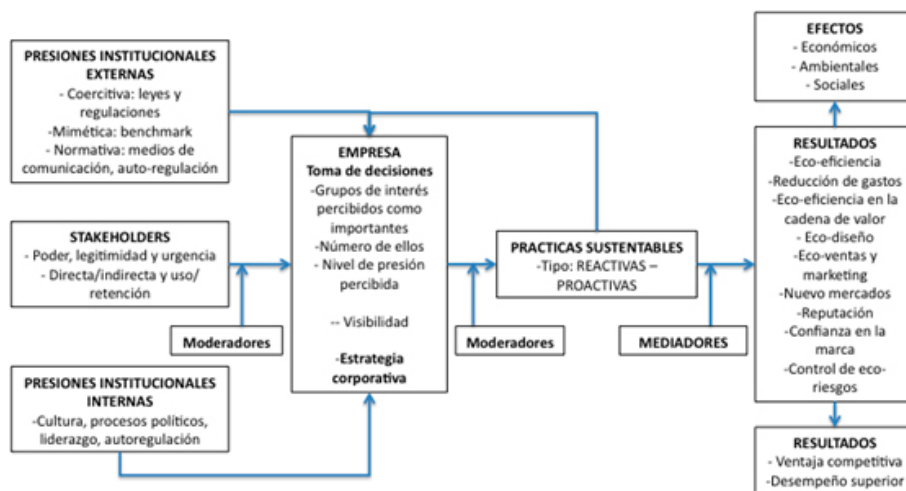 PRESIONES INSTITUCIONALES
EXTERNAS
- Coercitiva: leyes y
regulaciones
-Mimética: benchmark
- Normativa: medios de
comunicación, auto-regulación
STAKEHOLDERS
- Poder, legitimidad y urgencia
- Directa/indirecta y uso/
retención
Moderadores
PRESIONES INSTITUCIONALES
INTERNAS
-Cultura, procesos políticos,
liderazgo, autoregulación
EMPRESA
Toma de decisiones
-Grupos de interés
percibidos como
importantes
-Número de ellos
- Nivel de presión
percibida
-- Visibilidad
-Estrategia
corporativa
Moderadores
PRACTICAS SUSTENTABLES
-Tipo: REACTIVAS –
PROACTIVAS
MEDIADORES
EFECTOS
- Económicos
- Ambientales
- Sociales
RESULTADOS
- Eco-eficiencia
-Reducción de gastos
-Eco-eficiencia en la
cadena de valor
- Eco-diseño
- Eco-ventas y
marketing
-Nuevo mercados
- Reputación
- Confianza en la
marca
-Control de eco-
riesgos
RESULTADOS
- Ventaja competitiva
-Desempeño superior